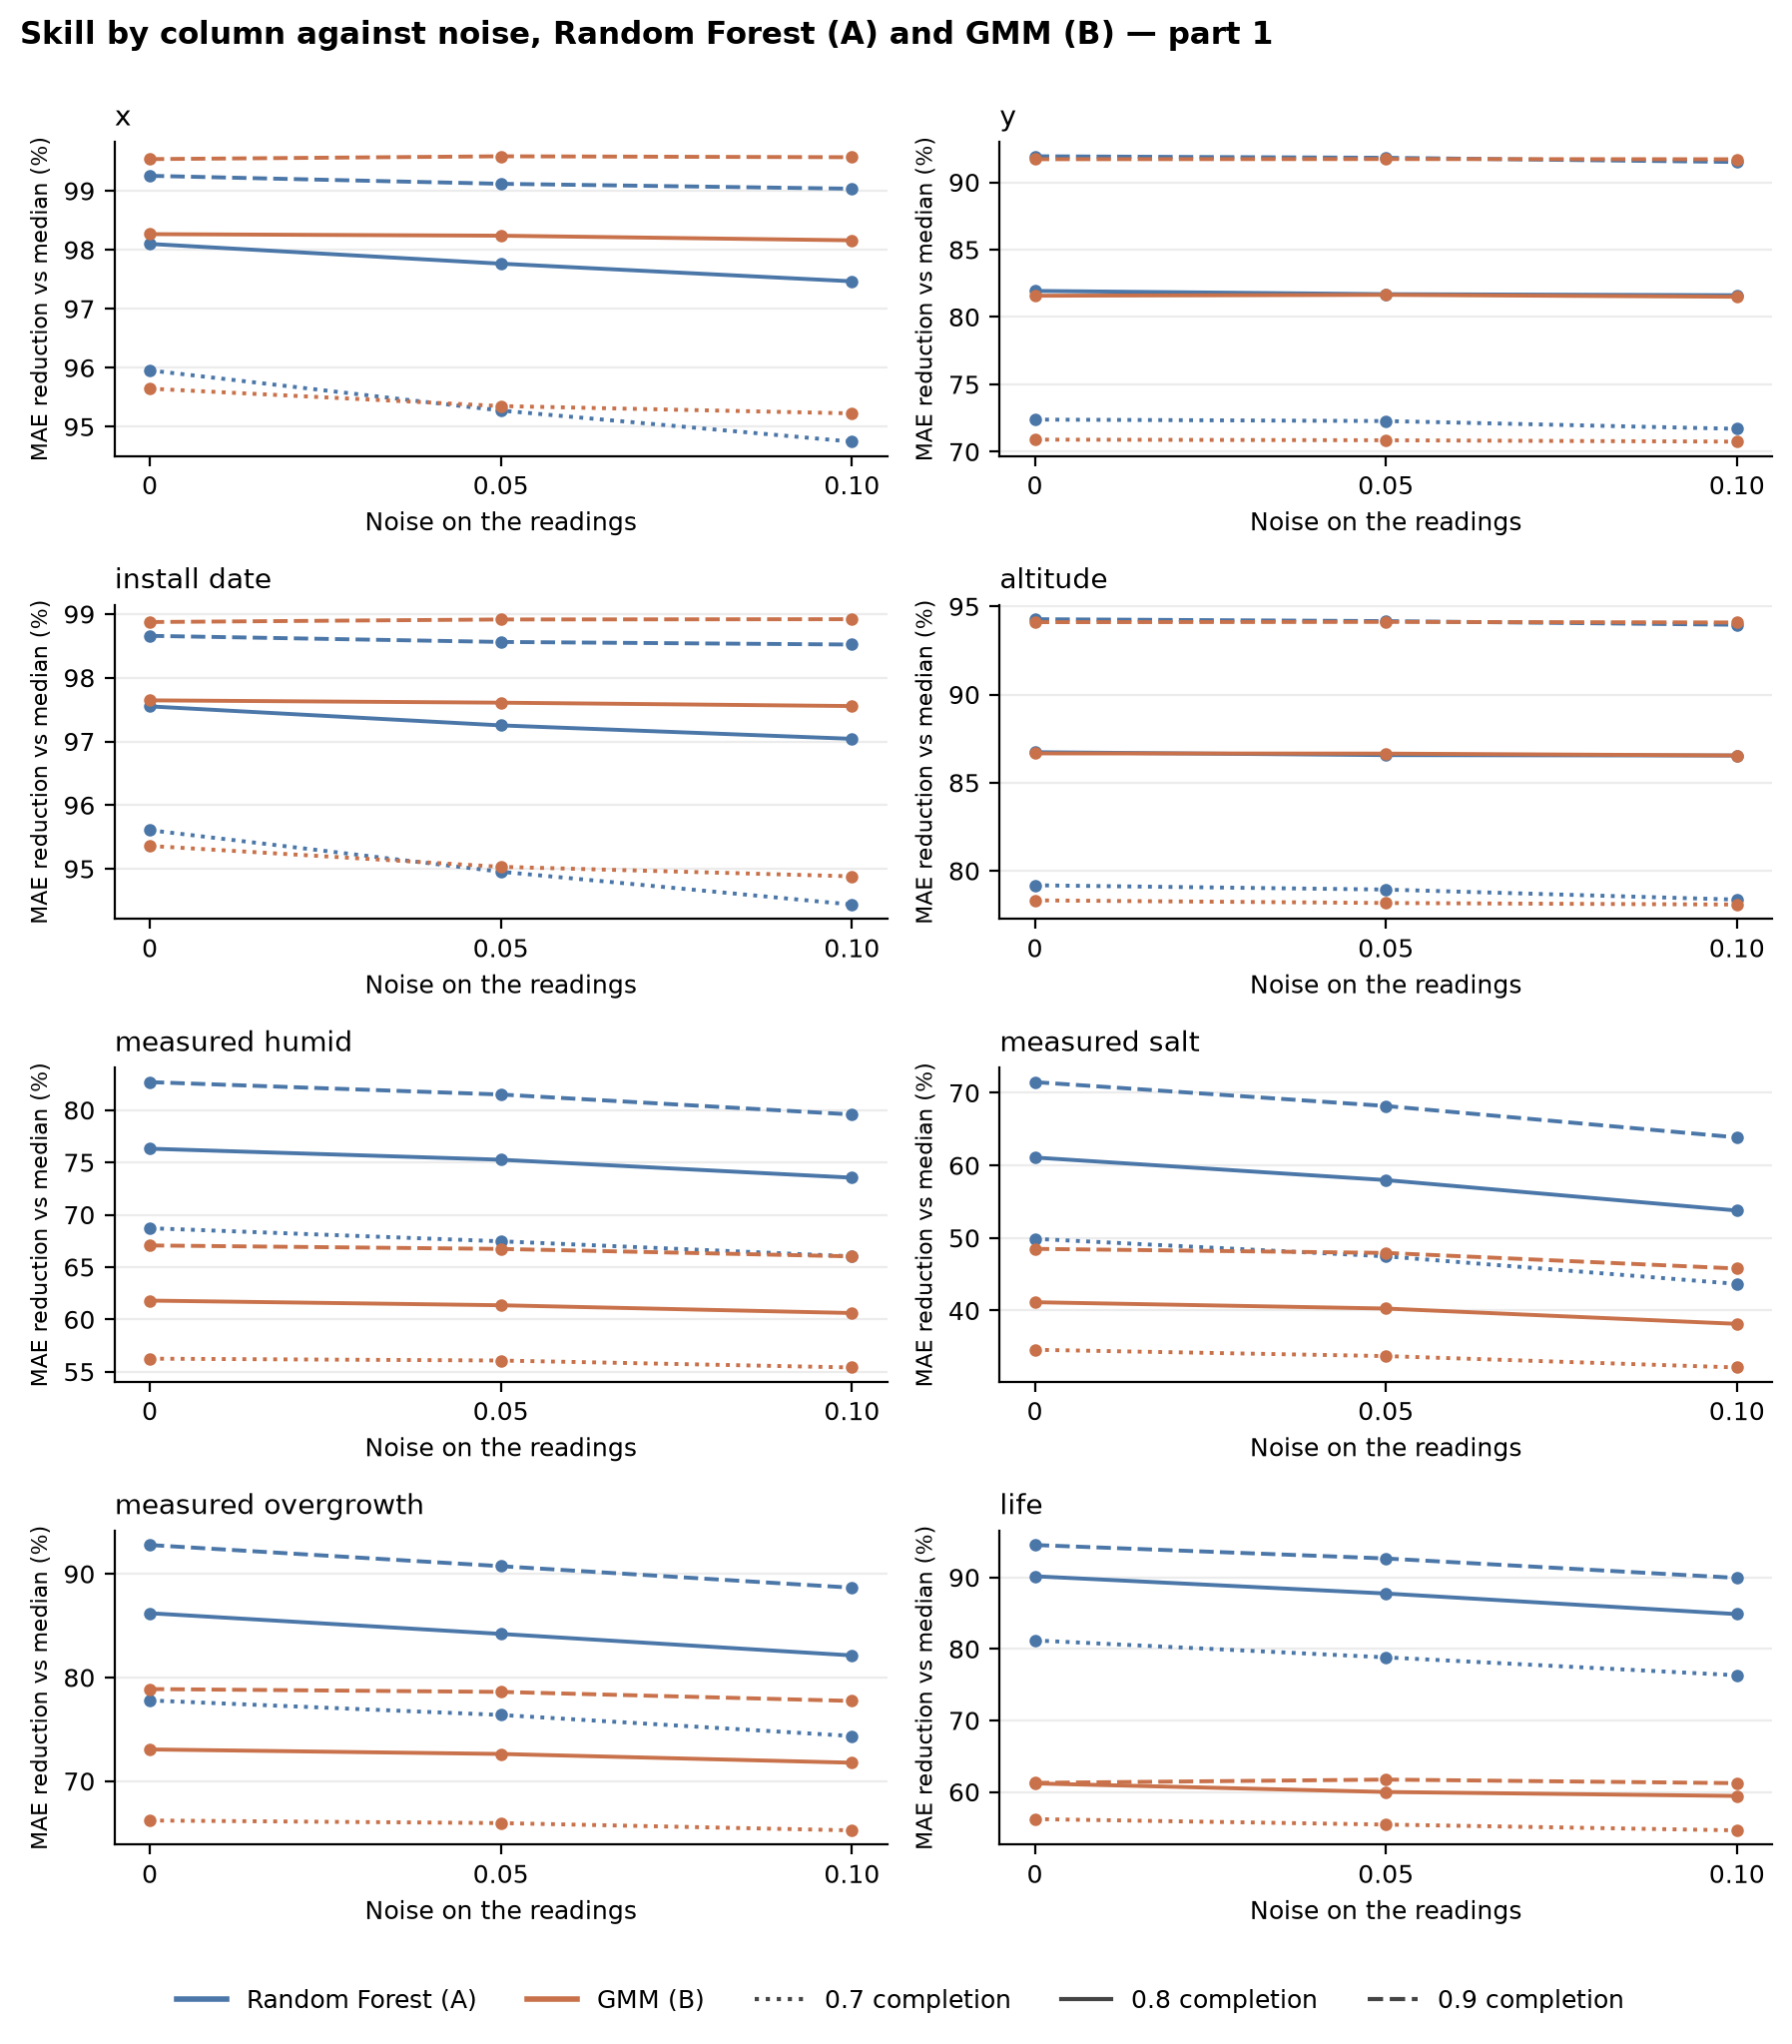 Skill by column against noise, Random Forest (A) and GMM (B) — part 1
x
MAE reduction vs median (%)
99
98
97
96
95
0 0.05 0.10
Noise on the readings
y
MAE reduction vs median (%)
90
85
80
75
70
0 0.05 0.10
Noise on the readings
install date
MAE reduction vs median (%)
99
98
97
96
95
0 0.05 0.10
Noise on the readings
altitude
MAE reduction vs median (%)
95
90
85
80
0 0.05 0.10
Noise on the readings
measured humid
MAE reduction vs median (%)
80
75
70
65
60
55
0 0.05 0.10
Noise on the readings
measured salt
MAE reduction vs median (%)
70
60
50
40
0 0.05 0.10
Noise on the readings
measured overgrowth
MAE reduction vs median (%)
90
80
70
0 0.05 0.10
Noise on the readings
life
MAE reduction vs median (%)
90
80
70
60
0 0.05 0.10
Noise on the readings
Random Forest (A) GMM (B) 0.7 completion 0.8 completion 0.9 completion